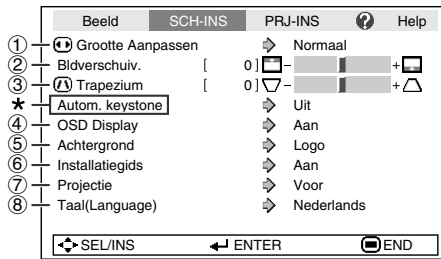 Beeld SCH-INS PRJ-INS ? Help
① Grootte Aanpassen Normaal
② Bldverschuiv. [ 0 ] − +
③ Trapezium [ 0 ] − +
* Autom. keystone Uit
④ OSD Display Aan
⑤ Achtergrond Logo
⑥ Installatiegids Aan
⑦ Projectie Voor
⑧ Taal(Language) Nederlands
SEL/INS ENTER END